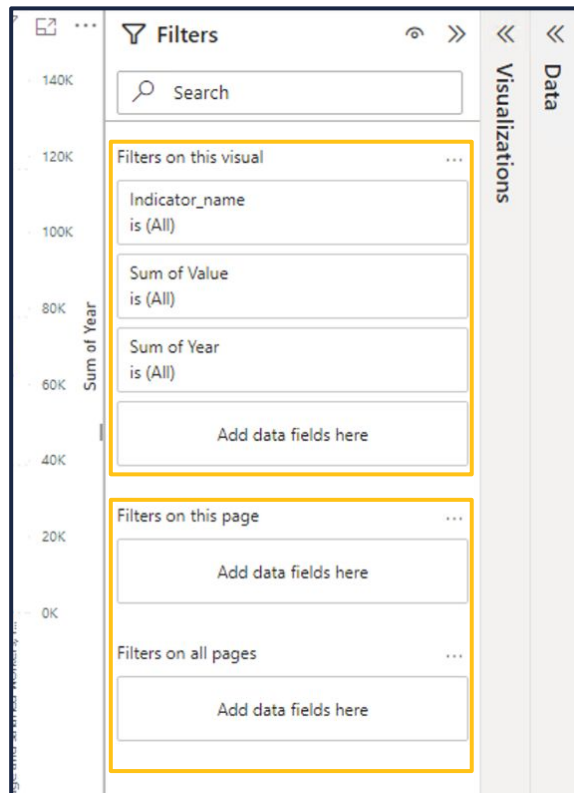 Filters
Search
Filters on this visual
Indicator_name
is (All)
Sum of Value
is (All)
Sum of Year
is (All)
Add data fields here
Filters on this page
Add data fields here
Filters on all pages
Add data fields here
Visualizations
Data
140K
120K
100K
80K
60K
40K
20K
0K
Sum of Year
workers,